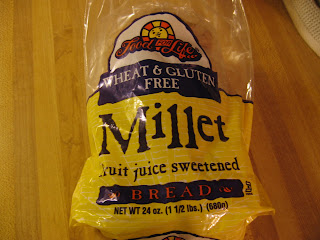 Food FOR Life
WHEAT & GLUTEN
FREE
Millet
fruit juice sweetened
BREAD
NET WT 24 oz. (1 1/2 lbs.) (680g)